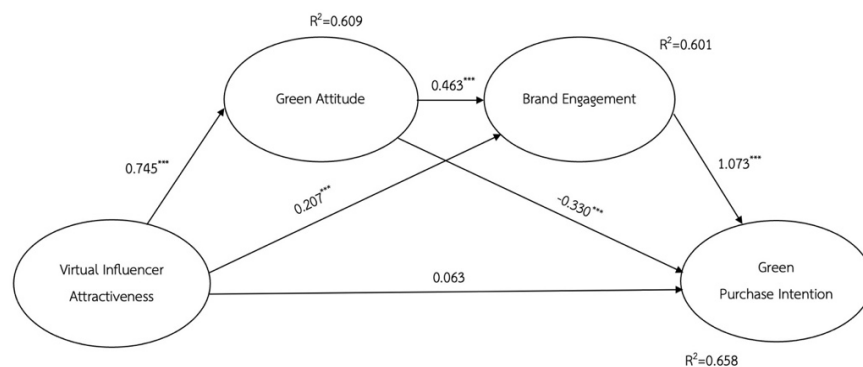 R²=0.609
R²=0.601
Green Attitude
0.463***
Brand Engagement
0.745***
0.207***
-0.330***
1.073***
Virtual Influencer
Attractiveness
0.063
Green
Purchase Intention
R²=0.658